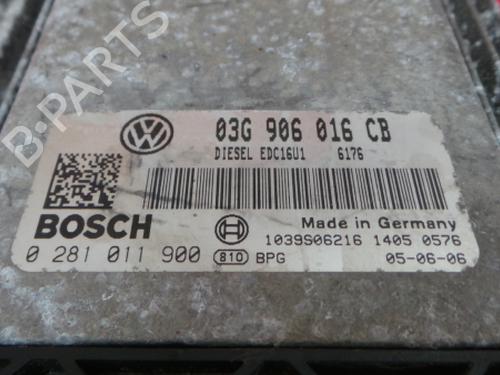 B-PARTS
03G 906 016 CB
DIESEL EDC16U1 6176
BOSCH
Made in Germany
0 281 011 900
1039S06216 1405 0576
810 BPG
05-06-06